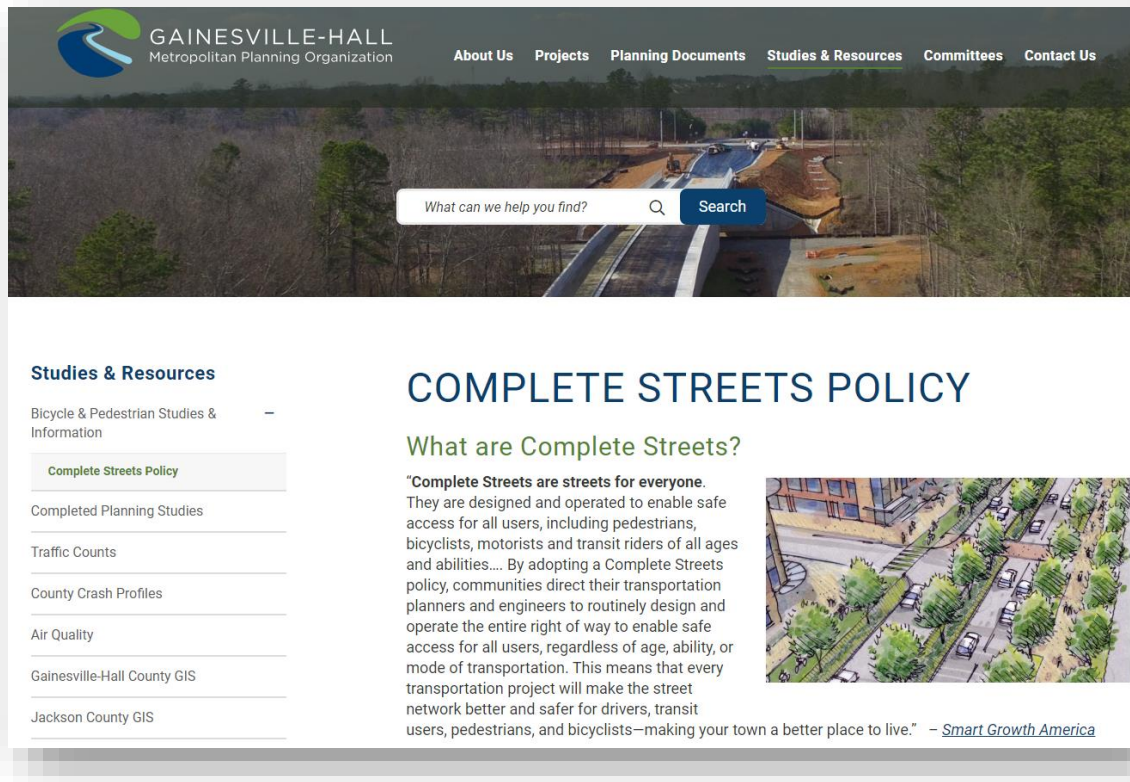 GAINESVILLE-HALL
Metropolitan Planning Organization
About Us Projects Planning Documents Studies & Resources Committees Contact Us
What can we help you find? Search
Studies & Resources
Bicycle & Pedestrian Studies &
Information
Complete Streets Policy
Completed Planning Studies
Traffic Counts
County Crash Profiles
Air Quality
Gainesville-Hall County GIS
Jackson County GIS
COMPLETE STREETS POLICY
What are Complete Streets?
“Complete Streets are streets for everyone.
They are designed and operated to enable safe
access for all users, including pedestrians,
bicyclists, motorists and transit riders of all ages
and abilities…. By adopting a Complete Streets
policy, communities direct their transportation
planners and engineers to routinely design and
operate the entire right of way to enable safe
access for all users, regardless of age, ability, or
mode of transportation. This means that every
transportation project will make the street
network better and safer for drivers, transit
users, pedestrians, and bicyclists—making your town a better place to live.” – Smart Growth America